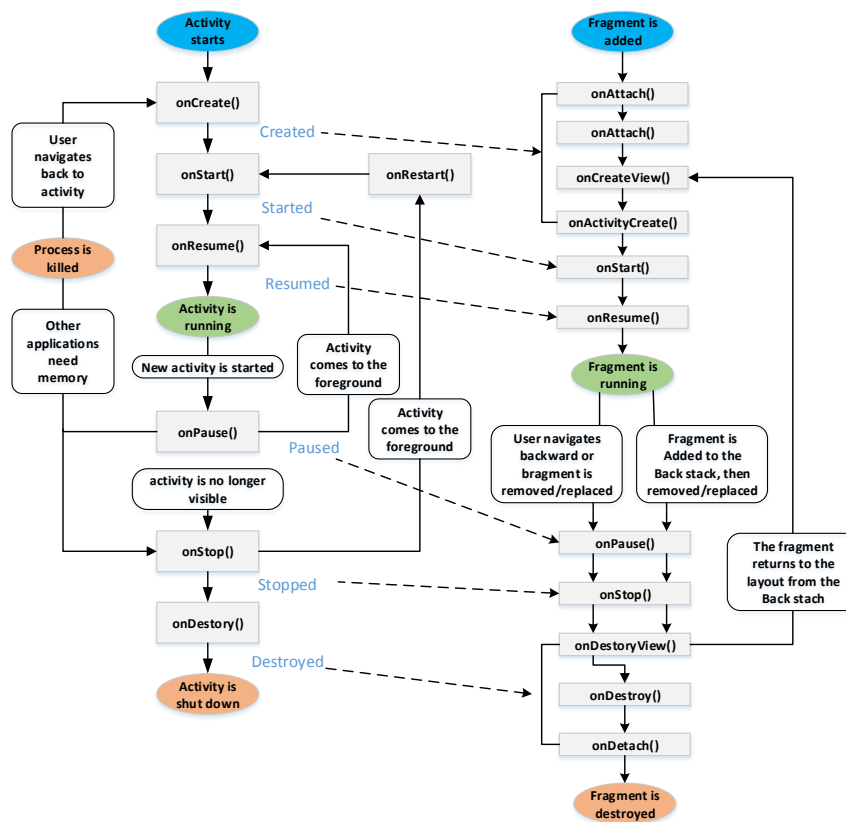 Activity
starts
onCreate()
User
navigates
back to
activity
onStart()
onRestart()
onResume()
Process is
killed
Activity is
running
Other
applications
need
memory
New activity is started
Activity
comes to the
foreground
onPause()
Activity
comes to the
foreground
activity is no longer
visible
onStop()
onDestory()
Activity is
shut down
Created
Started
Resumed
Paused
Stopped
Destroyed
Fragment is
added
onAttach()
onAttach()
onCreateView()
onActivityCreate()
onStart()
onResume()
Fragment is
running
User navigates
backward or
bragment is
removed/replaced
Fragment is
Added to the
Back stack, then
removed/replaced
onPause()
The fragment
returns to the
layout from the
Back stach
onStop()
onDestoryView()
onDestroy()
onDetach()
Fragment is
destroyed